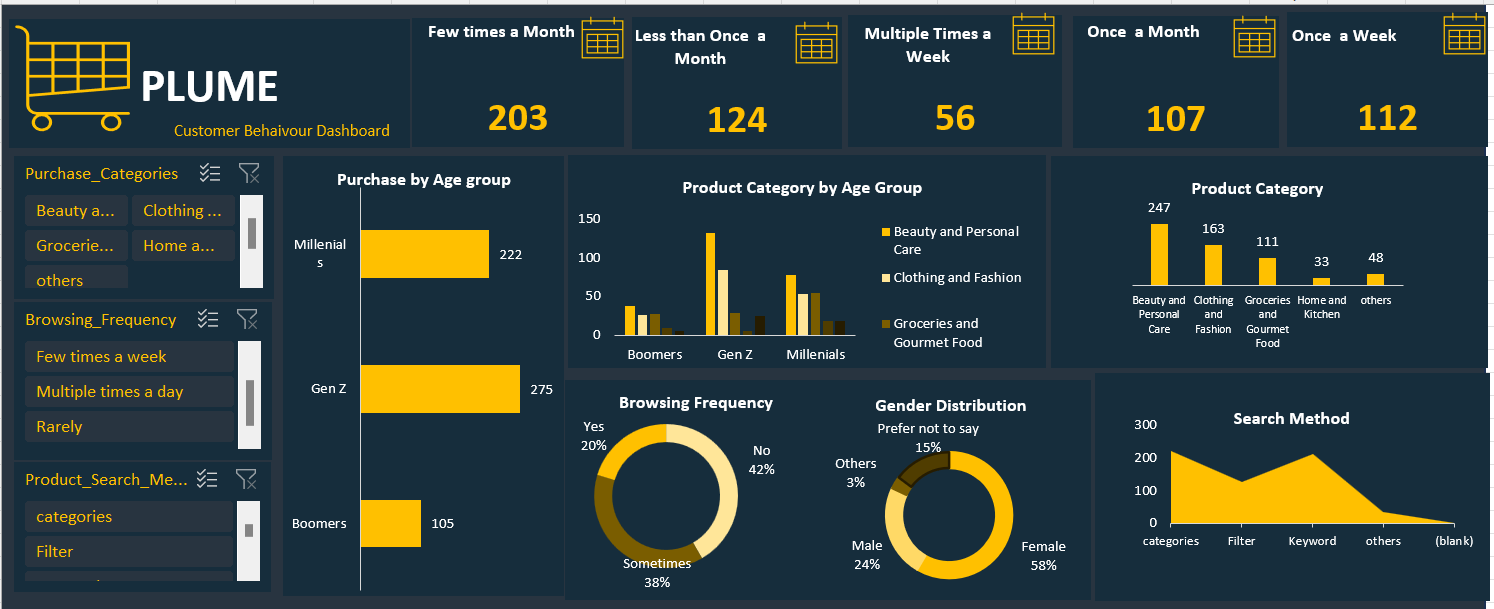 PLUME
Customer Behaivour Dashboard
Few times a Month
203
Less than Once a
Month
124
Multiple Times a
Week
56
Once a Month
107
Once a Week
112
Purchase_Categories
Beauty a...
Clothing ...
Grocerie...
Home a...
others
Browsing_Frequency
Few times a week
Multiple times a day
Rarely
Product_Search_Me...
categories
Filter
Purchase by Age group
Millenial
s
222
Gen Z
275
Boomers
105
Product Category by Age Group
150
100
50
0
Boomers
Gen Z
Millenials
Beauty and Personal
Care
Clothing and Fashion
Groceries and
Gourmet Food
Product Category
247
163
111
33
48
Beauty and
Personal
Care
Clothing
and
Fashion
Groceries
and
Gourmet
Food
Home and
Kitchen
others
Browsing Frequency
Yes
20%
No
42%
Sometimes
38%
Gender Distribution
Prefer not to say
15%
Others
3%
Male
24%
Female
58%
Search Method
300
200
100
0
categories
Filter
Keyword
others
(blank)